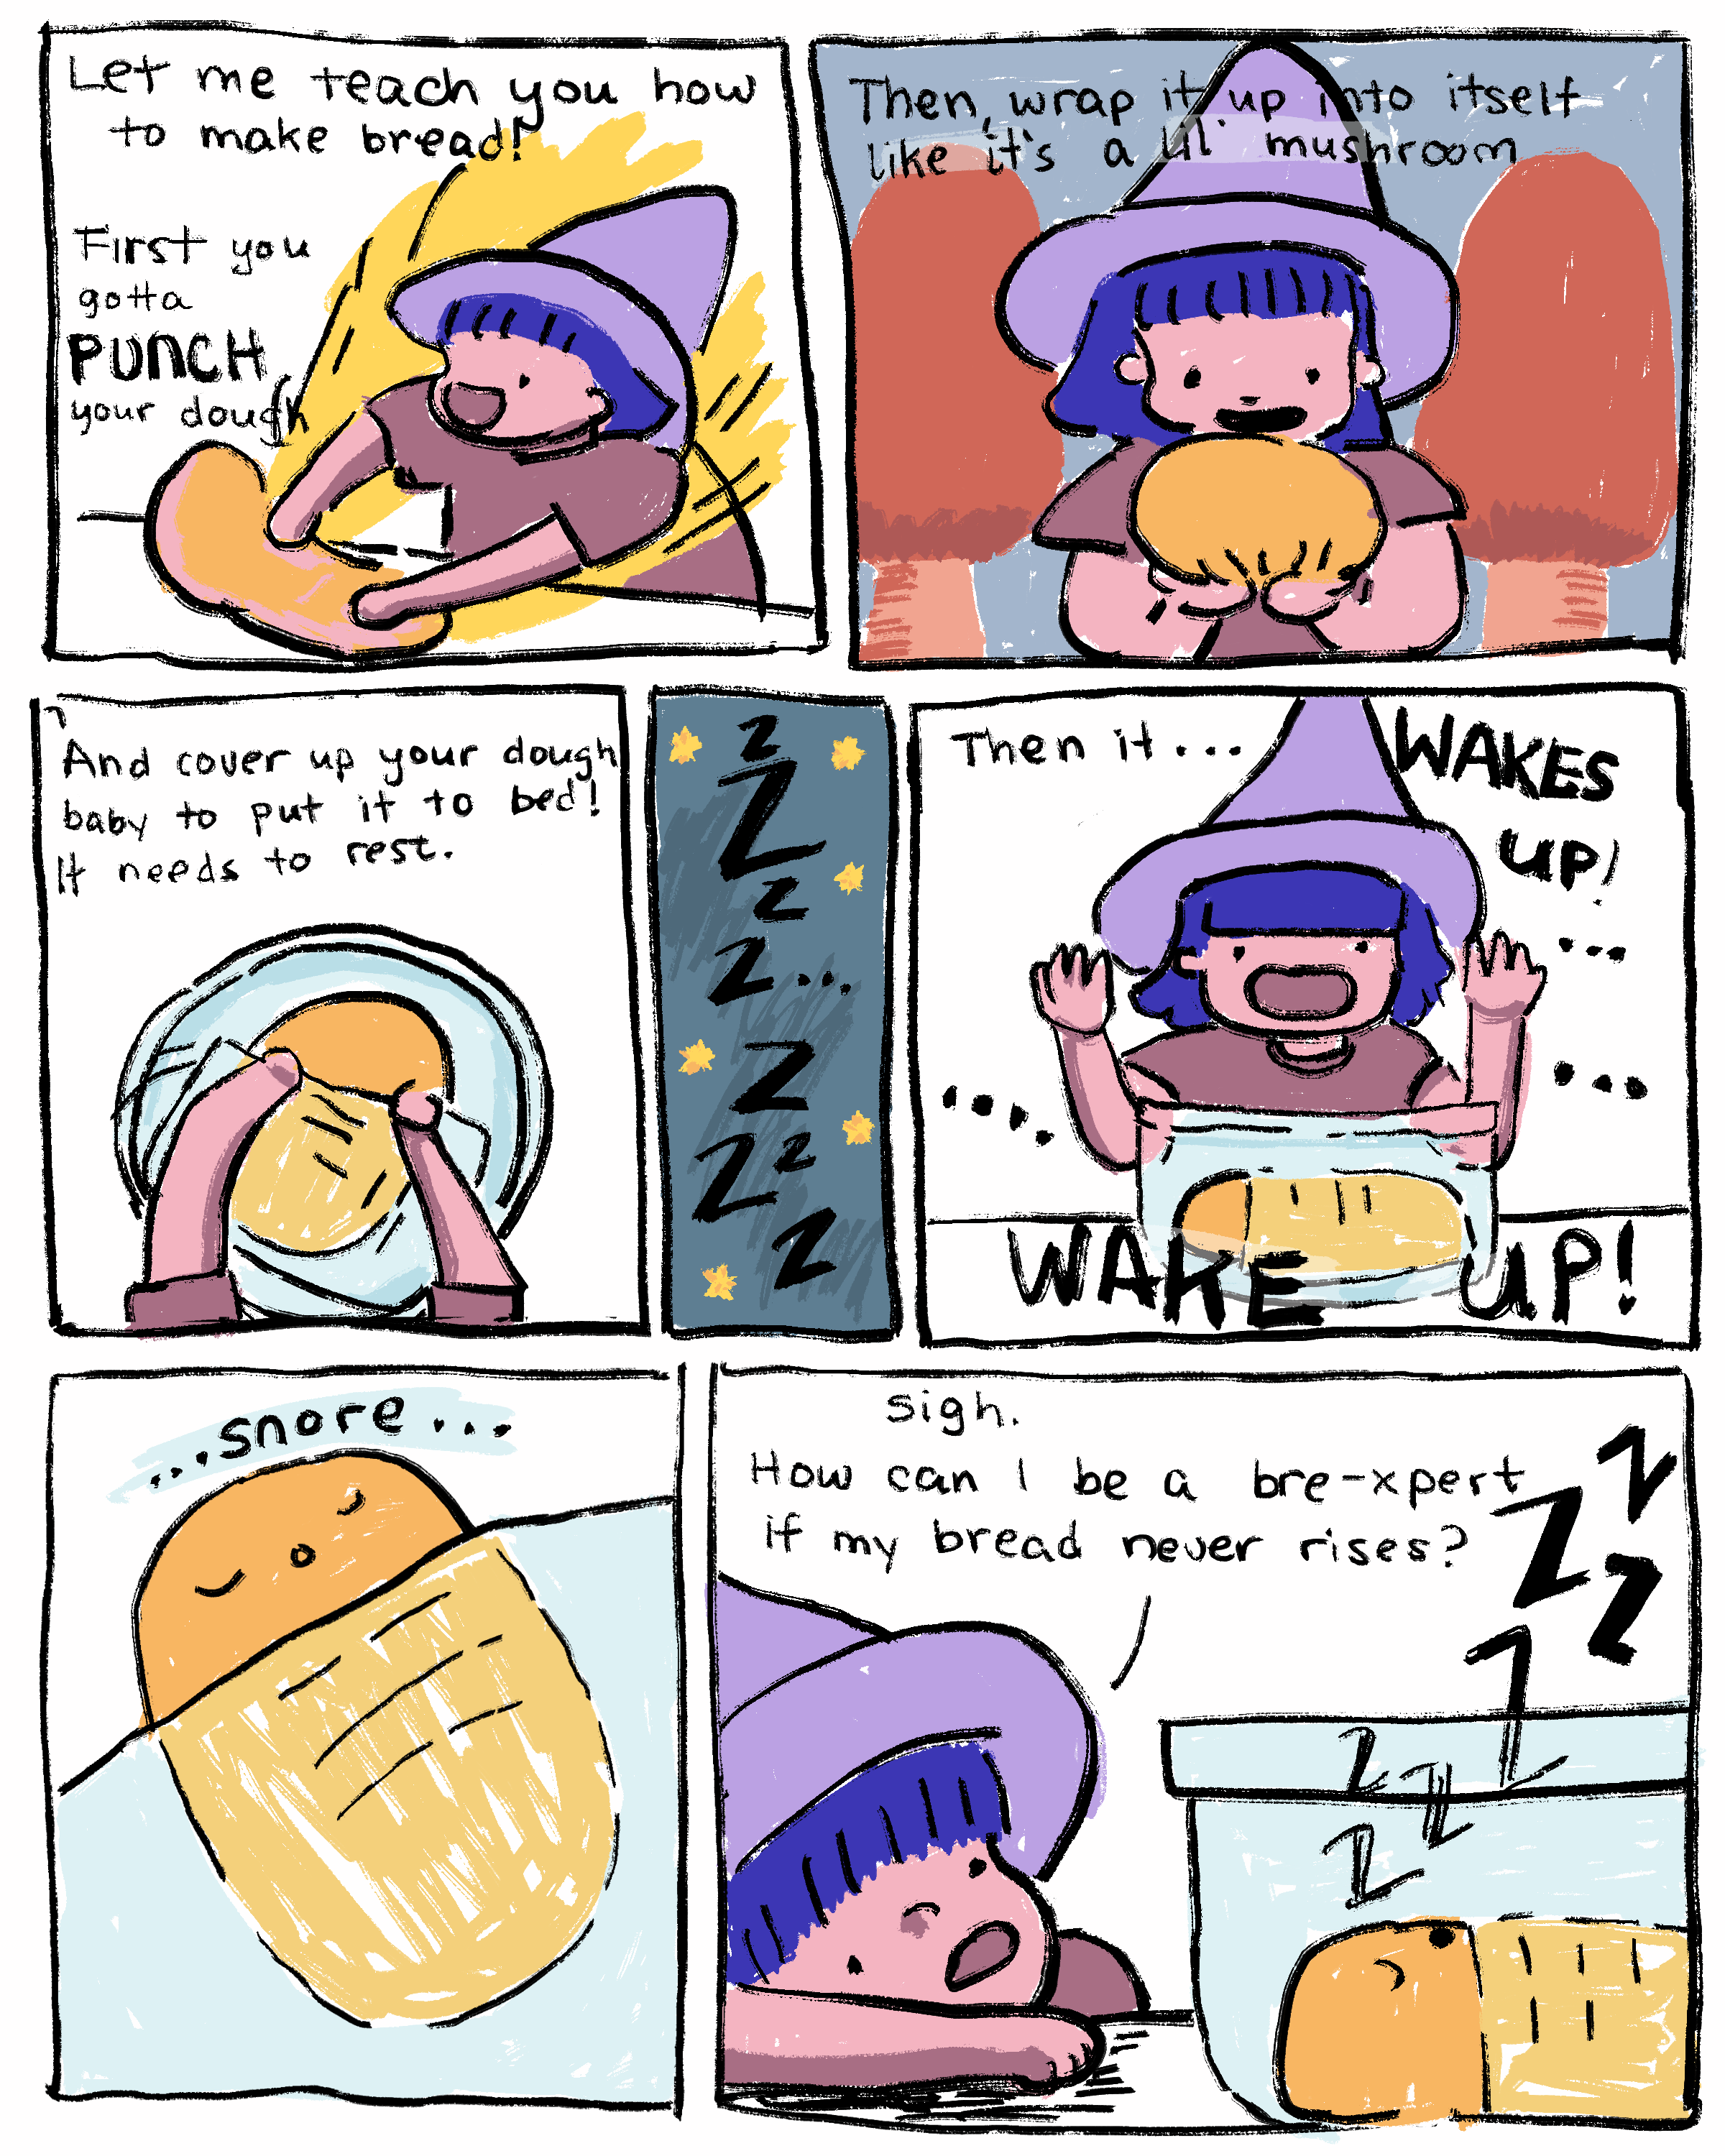 Let me teach you how
to make bread!
First you
gotta
PUNCH
your dough
Then, wrap it up into itself
like it's a lil' mushroom
And cover up your dough
baby to put it to bed!
It needs to rest.
z
Z
z
z...
Z
Z z
Z
Then it... WAKES
UP!
...
...
....
WAKE UP!
...snore...
sigh.
How can I be a bre-xpert
if my bread never rises?
Z
Z
Z
Z
Z
Z
Z